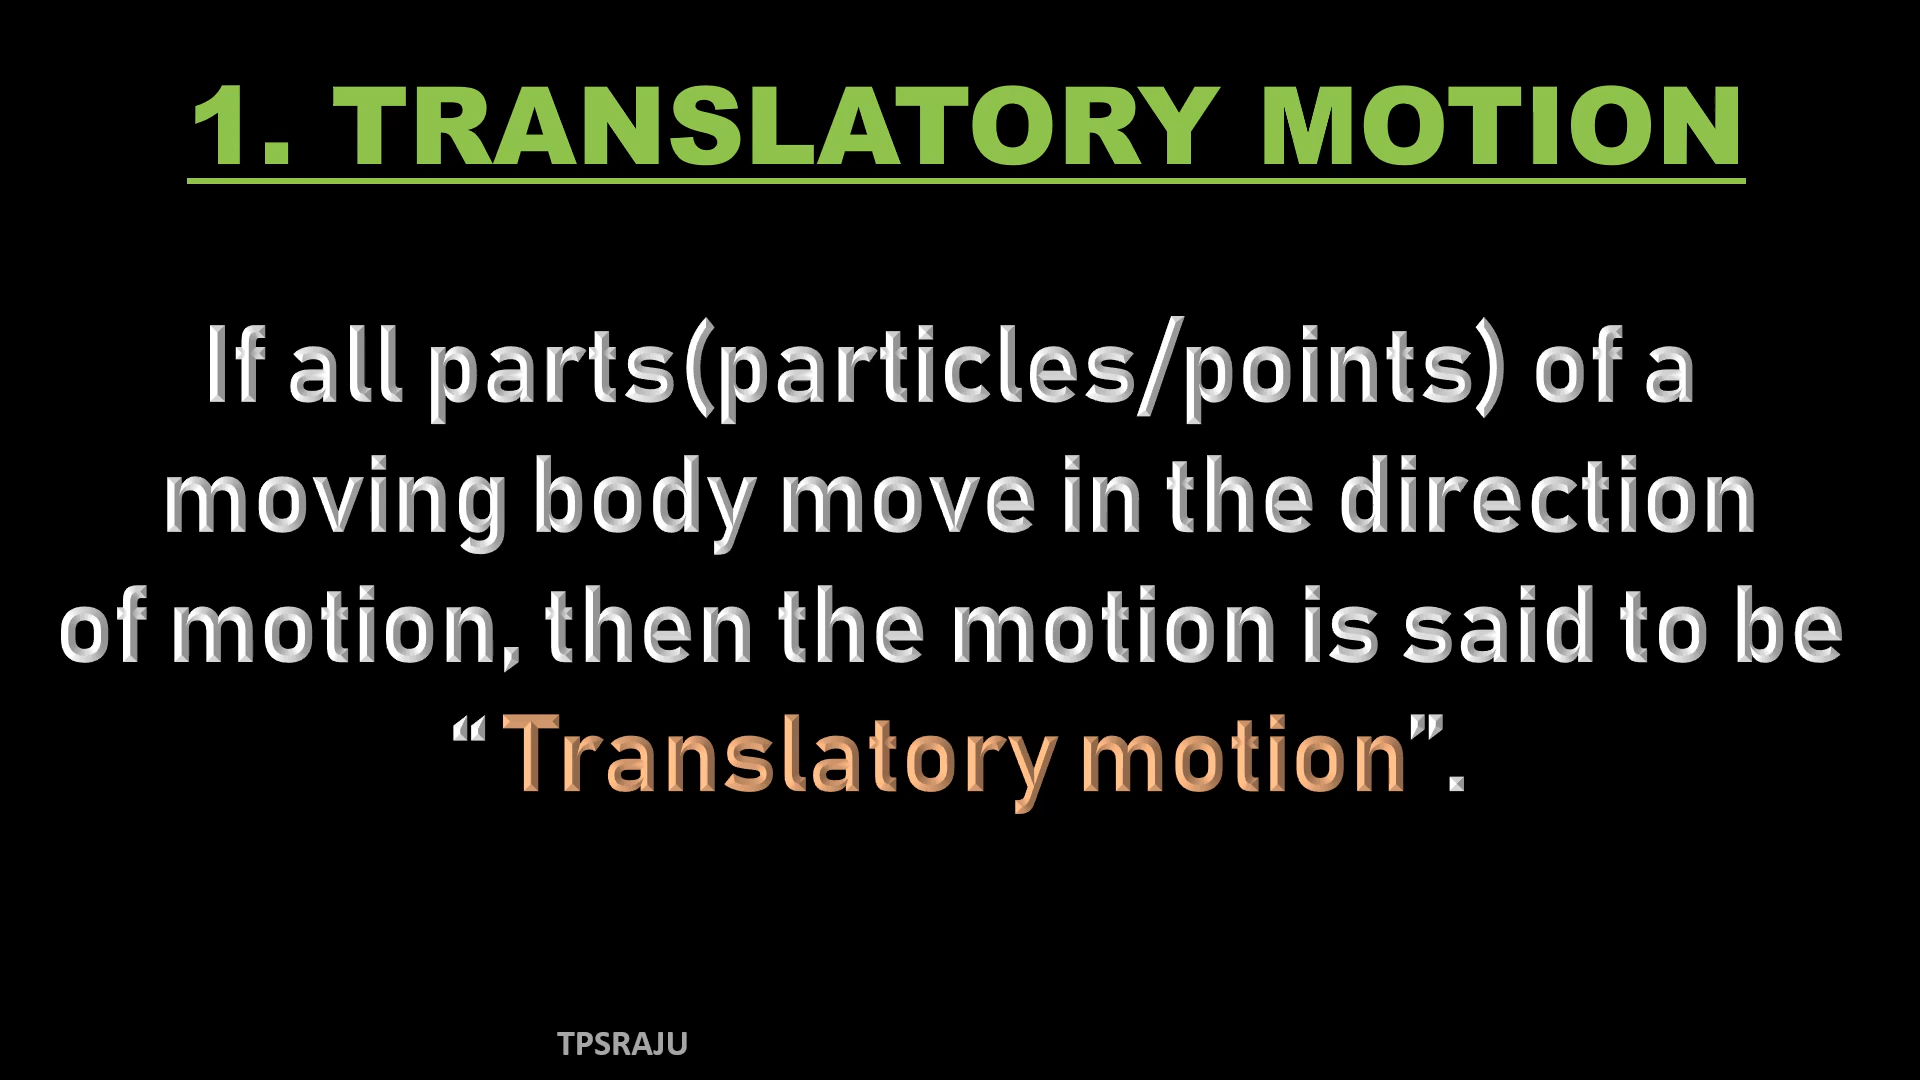 1. TRANSLATORY MOTION
If all parts(particles/points) of a
moving body move in the direction
of motion, then the motion is said to be
“Translatory motion”.
TPSRAJU